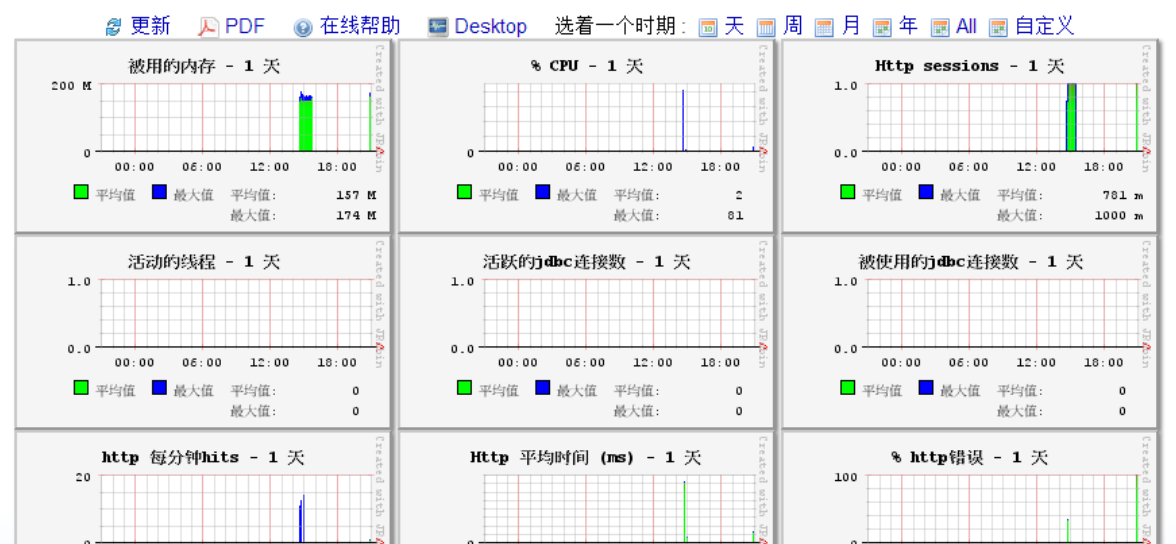 更新 PDF 在线帮助 Desktop 选着一个时期: 天 周 月 年 All 自定义
被用的内存 - 1 天
200 M
0
00:00 06:00 12:00 18:00
平均值 最大值 平均值: 157 M
最大值: 174 M
Created with JRobin
% CPU - 1 天
0
00:00 06:00 12:00 18:00
平均值 最大值 平均值: 2
最大值: 81
Created with JRobin
Http sessions - 1 天
1.0
0.0
00:00 06:00 12:00 18:00
平均值 最大值 平均值: 781 m
最大值: 1000 m
Created with JRobin
活动的线程 - 1 天
1.0
0.0
00:00 06:00 12:00 18:00
平均值 最大值 平均值: 0
最大值: 0
Created with JRobin
活跃的jdbc连接数 - 1 天
1.0
0.0
00:00 06:00 12:00 18:00
平均值 最大值 平均值: 0
最大值: 0
Created with JRobin
被使用的jdbc连接数 - 1 天
1.0
0.0
00:00 06:00 12:00 18:00
平均值 最大值 平均值: 0
最大值: 0
Created with JRobin
http 每分钟hits - 1 天
20
Created with
Http 平均时间 (ms) - 1 天
Created with
% http错误 - 1 天
100
Created with